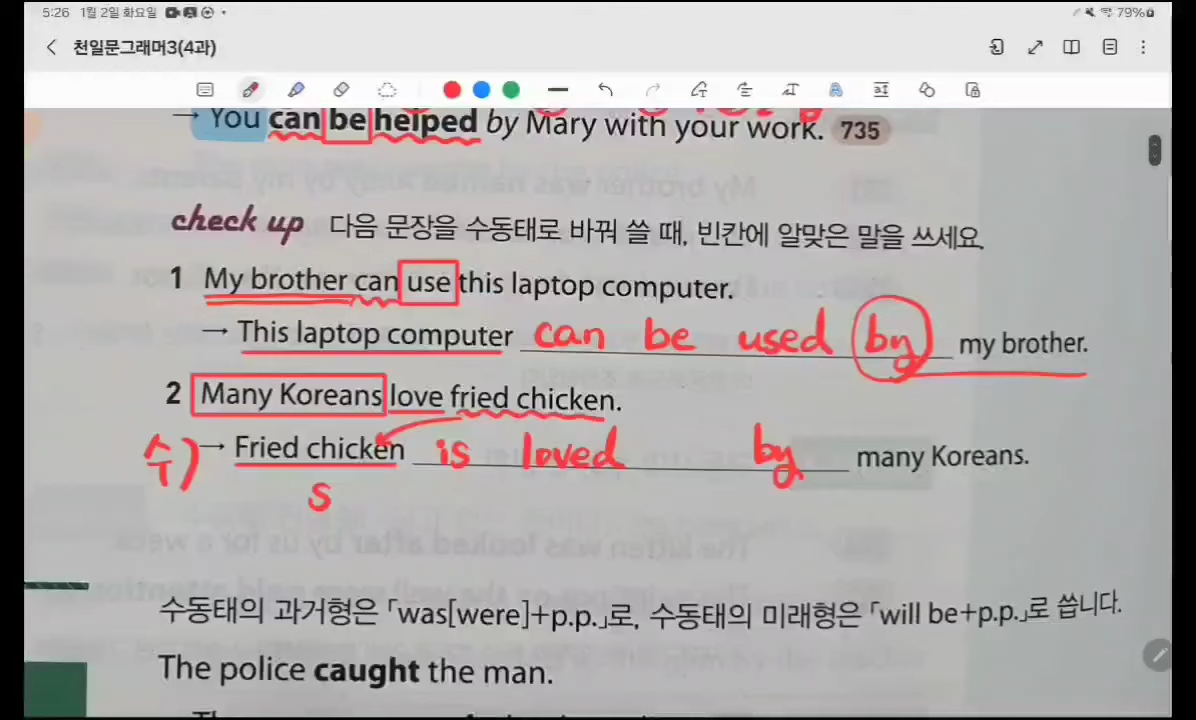 5:26 1월 2일 화요일
79%
천일문그래머3(4과)
→ You can be helped by Mary with your work. 735
check up 다음 문장을 수동태로 바꿔 쓸 때, 빈칸에 알맞은 말을 쓰세요.
1 My brother can use this laptop computer.
→ This laptop computer can be used by my brother.
2 Many Koreans love fried chicken.
수) → Fried chicken is loved by many Koreans.
S
수동태의 과거형은 「was[were]+p.p.」로, 수동태의 미래형은 「will be+p.p.」로 씁니다.
The police caught the man.